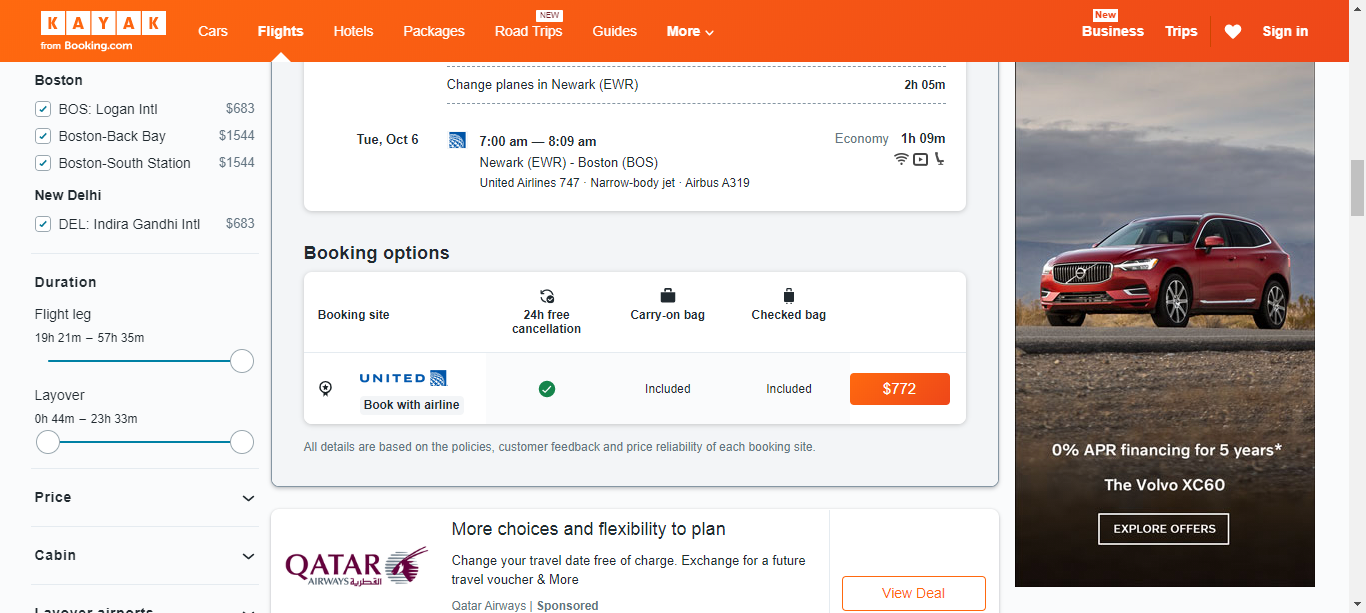 K A Y A K
from Booking.com
Cars
Flights
Hotels
Packages
NEW
Road Trips
Guides
More
New
Business
Trips
Sign in
Boston
BOS: Logan Intl $683
Boston-Back Bay $1544
Boston-South Station $1544
New Delhi
DEL: Indira Gandhi Intl $683
Duration
Flight leg
19h 21m – 57h 35m
Layover
0h 44m – 23h 33m
Price
Cabin
Layover airports
Change planes in Newark (EWR) 2h 05m
Tue, Oct 6
7:00 am — 8:09 am
Economy 1h 09m
Newark (EWR) - Boston (BOS)
United Airlines 747 · Narrow-body jet · Airbus A319
Booking options
Booking site
24h free
cancellation
Carry-on bag
Checked bag
UNITED
Book with airline
Included
Included
$772
All details are based on the policies, customer feedback and price reliability of each booking site.
QATAR
AIRWAYS القطرية
More choices and flexibility to plan
Change your travel date free of charge. Exchange for a future
travel voucher & More
Qatar Airways | Sponsored
View Deal
VOLVO
0% APR financing for 5 years*
The Volvo XC60
EXPLORE OFFERS